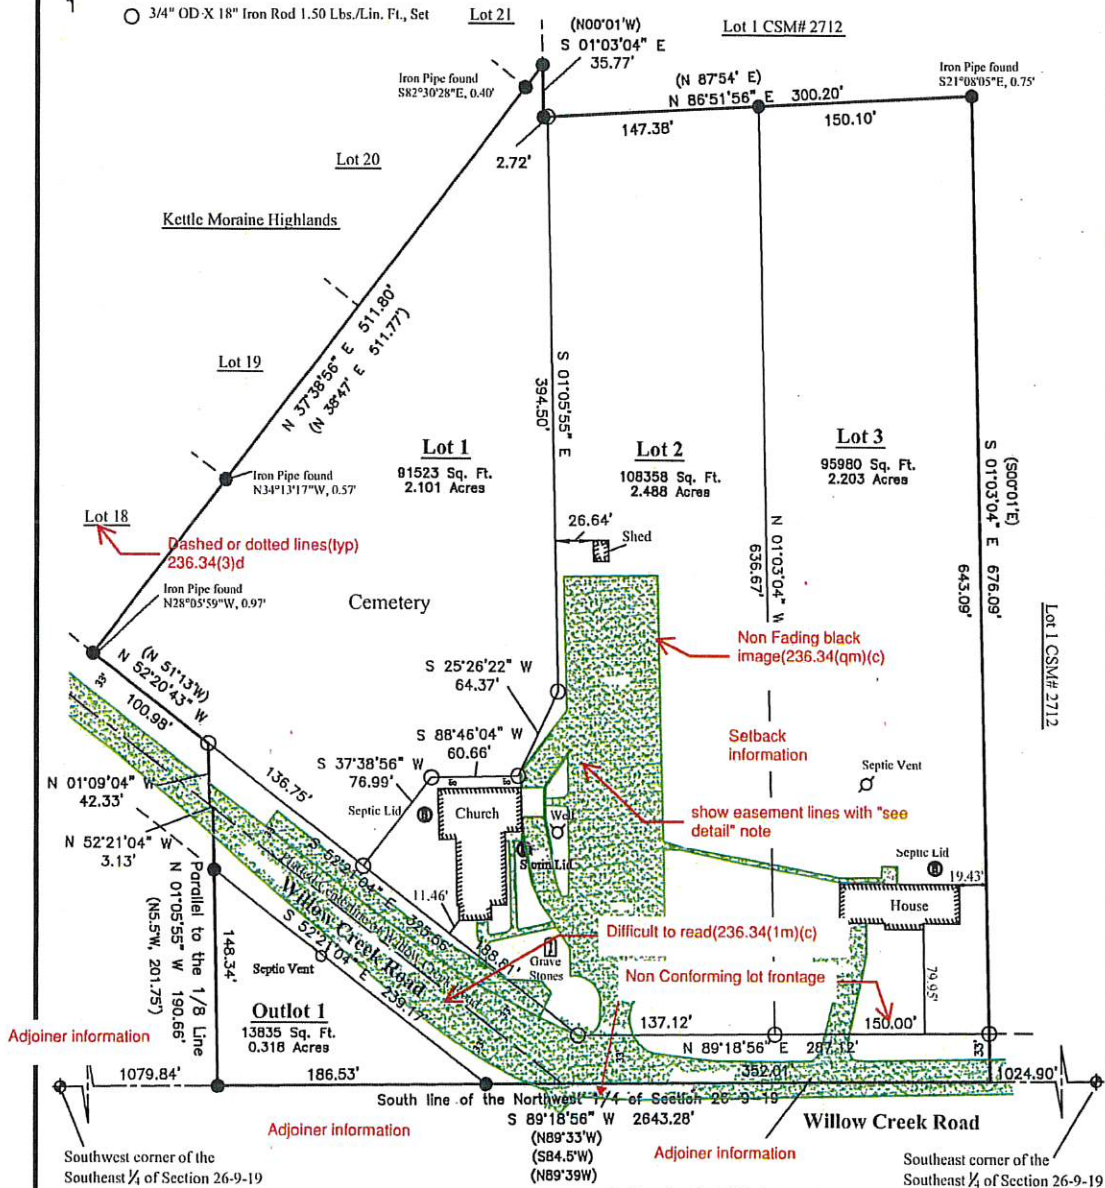 3/4" OD X 18" Iron Rod 1.50 Lbs./Lin. Ft., Set
Lot 21
(N00°01'W)
S 01°03'04" E
35.77'
Lot 1 CSM# 2712
Iron Pipe found
S82°30'28"E, 0.40'
(N 87°54' E)
N 86°51'56" E 300.20'
Iron Pipe found
S21°08'05"E, 0.75'
147.38'
150.10'
2.72'
Lot 20
Kettle Moraine Highlands
N 37°38'56" E 511.80'
(N 38°47' E 511.77')
Lot 19
S 01°05'55" E
394.50'
Lot 1
91523 Sq. Ft.
2.101 Acres
Lot 2
108358 Sq. Ft.
2.488 Acres
Lot 3
95980 Sq. Ft.
2.203 Acres
(S00°01'E)
S 01°03'04" E 676.09'
643.09'
N 01°03'04" W
636.67'
Iron Pipe found
N34°13'17"W, 0.57'
Lot 18
Dashed or dotted lines(typ)
236.34(3)d
26.64'
Shed
Iron Pipe found
N28°05'59"W, 0.97'
Cemetery
Lot 1 CSM# 2712
Non Fading black
image(236.34(qm)(c)
(N 51°13'W)
N 52°20'43" W
100.98'
33'
S 25°26'22" W
64.37'
S 88°46'04" W
60.66'
Setback
information
S 37°38'56" W
76.99'
Septic Vent
N 01°09'04" W
42.33'
136.75'
Septic Lid
Church
Well
show easement lines with "see
detail" note
N 52°21'04" W
3.13'
Storm Lid
Septic Lid
19.43'
House
S 52°21'04" E 325.56'
Willow Creek Road
11.46'
188.81'
Parallel to the 1/8 Line
N 01°05'55" W 190.66'
(N5.5'W, 201.75')
148.34'
S 52°21'04" E 239.17'
Septic Vent
Difficult to read(236.34(1m)(c)
Grave
Stones
Non Conforming lot frontage
79.95'
Outlot 1
13835 Sq. Ft.
0.318 Acres
Adjoiner information
137.12'
150.00'
N 89°18'56" E 287.12'
33'
352.01'
1079.84'
186.53'
1024.90'
South line of the Northwest 1/4 of Section 26-9-19
S 89°18'56" W 2643.28'
(N89°33'W)
(S84.5°W)
(N89°39W)
Willow Creek Road
Adjoiner information
Adjoiner information
Southwest corner of the
Southeast ¼ of Section 26-9-19
Southeast corner of the
Southeast ¼ of Section 26-9-19